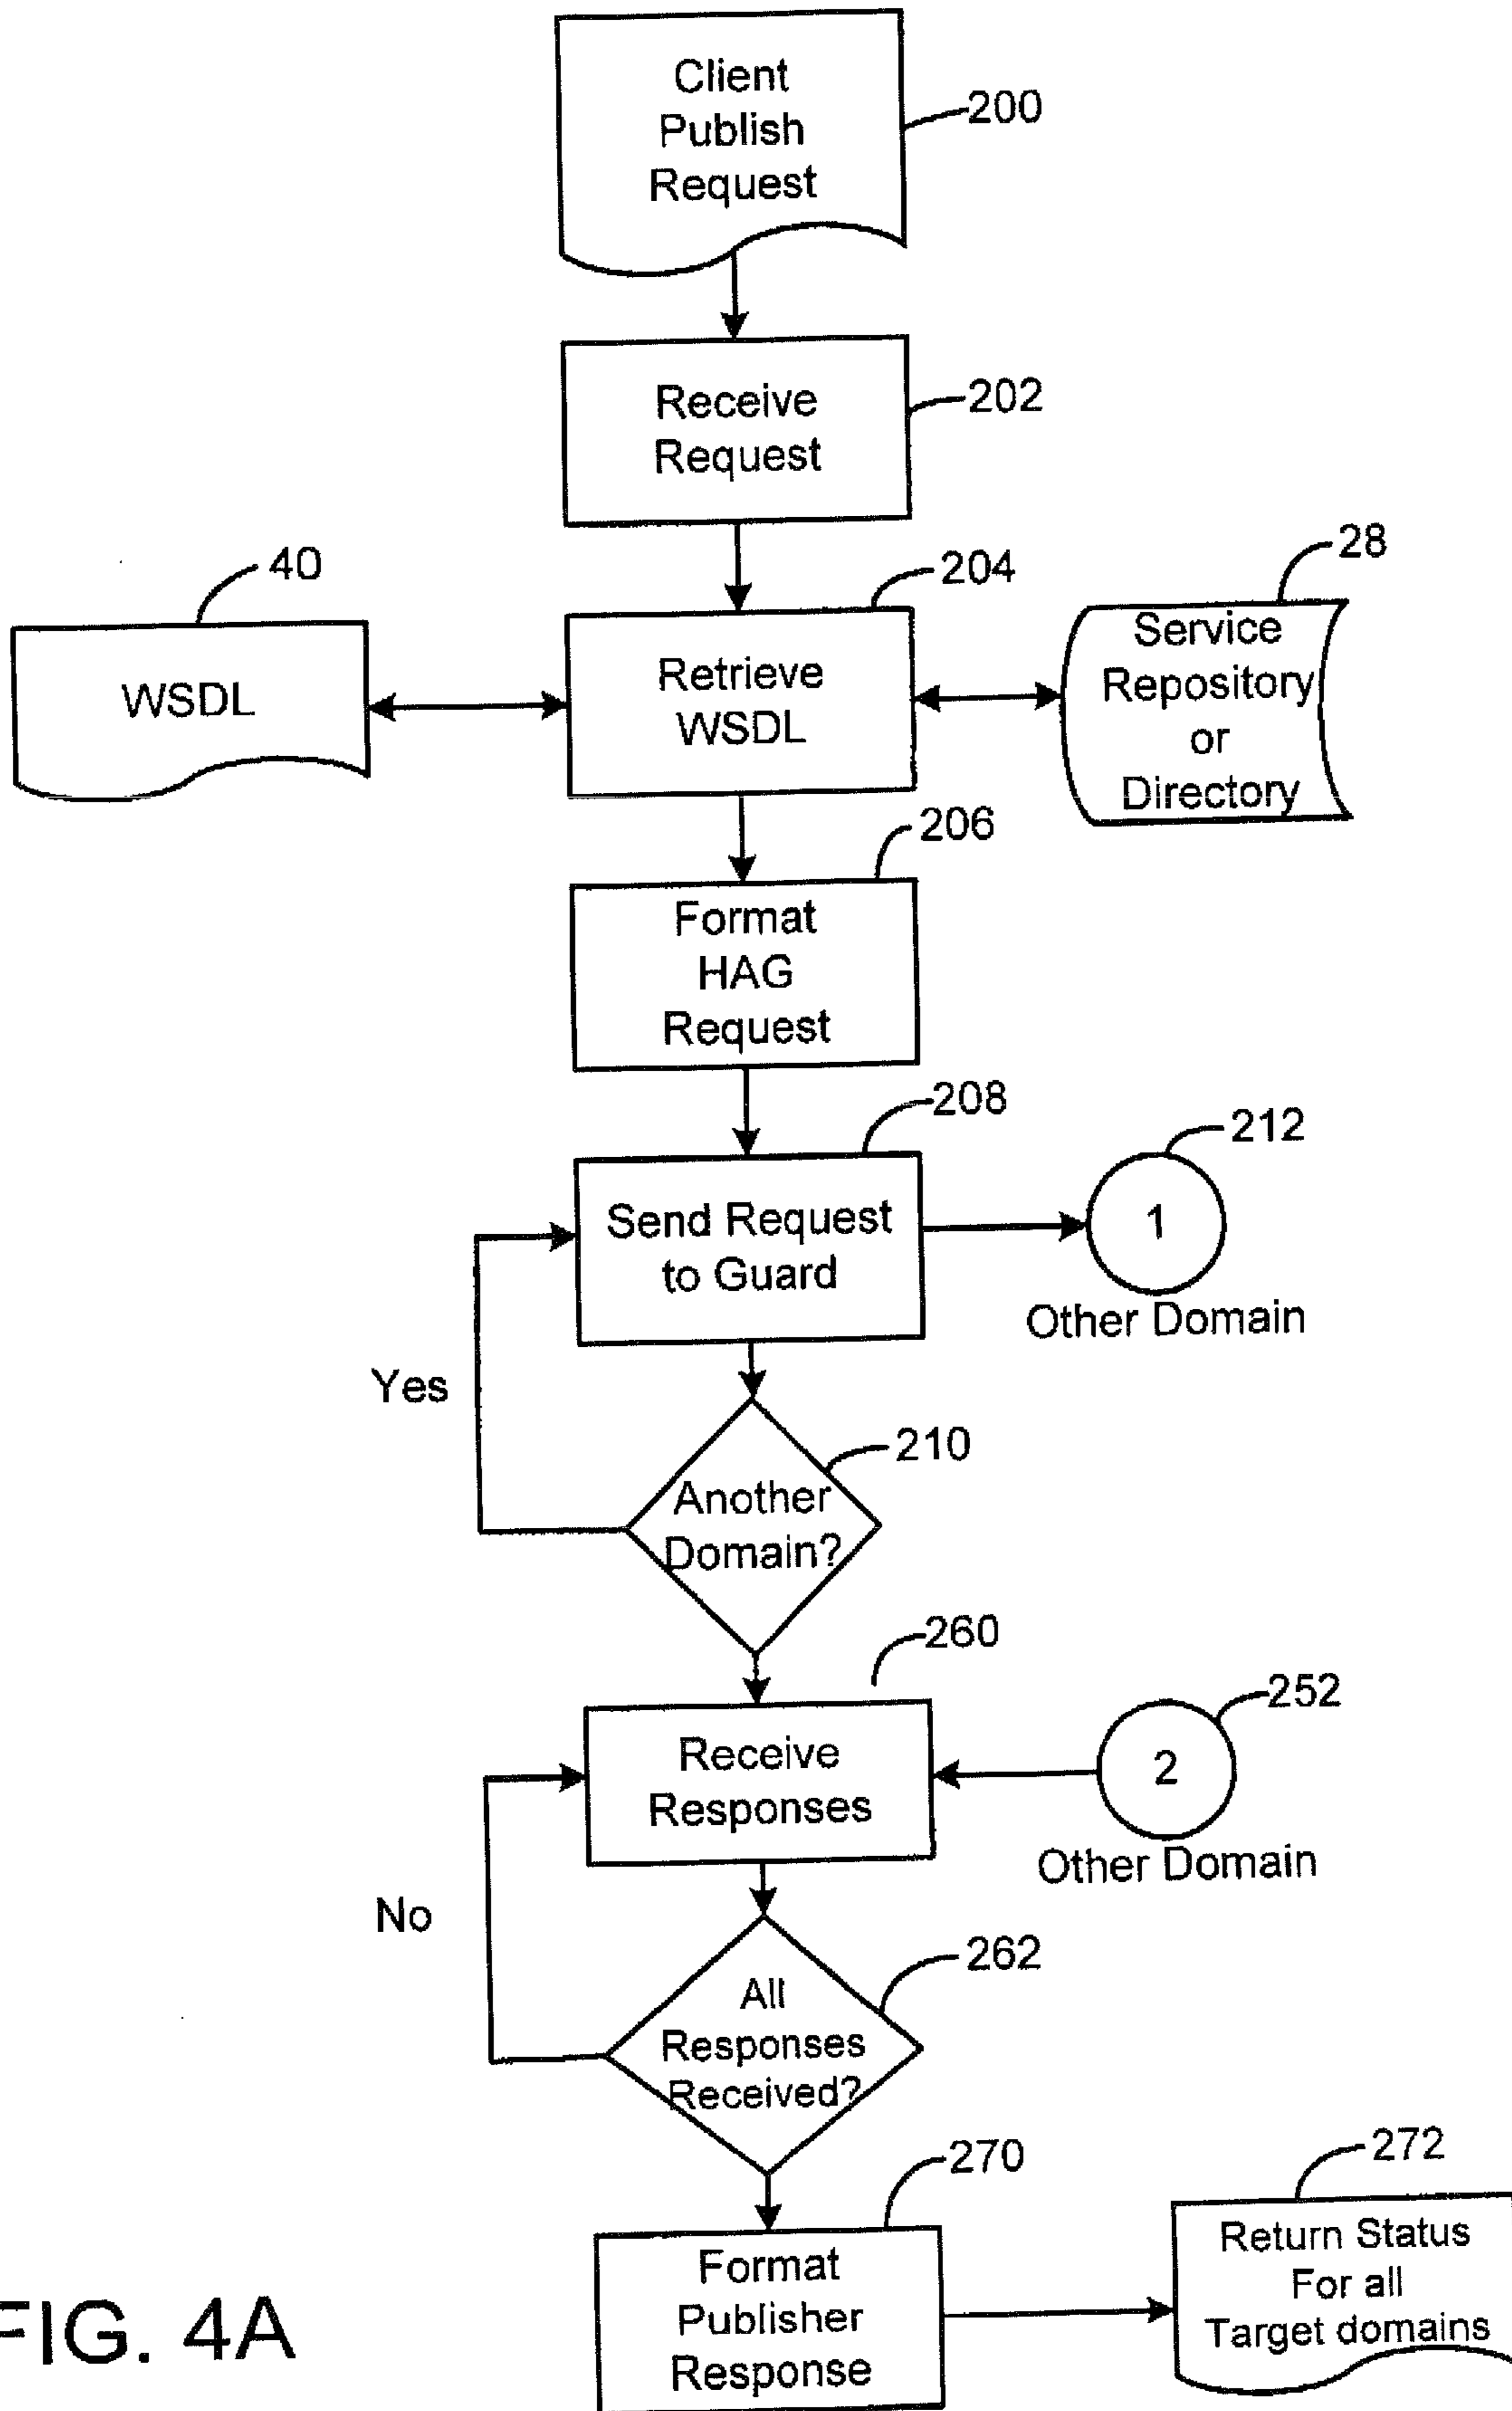 Client
Publish
Request
200
Receive
Request
202
40
204
28
WSDL
Retrieve
WSDL
Service
Repository
or
Directory
206
Format
HAG
Request
208
212
Send Request
to Guard
1
Other Domain
Yes
210
Another
Domain?
260
252
Receive
Responses
2
Other Domain
No
262
All
Responses
Received?
270
272
Format
Publisher
Response
Return Status
For all
Target domains
FIG. 4A